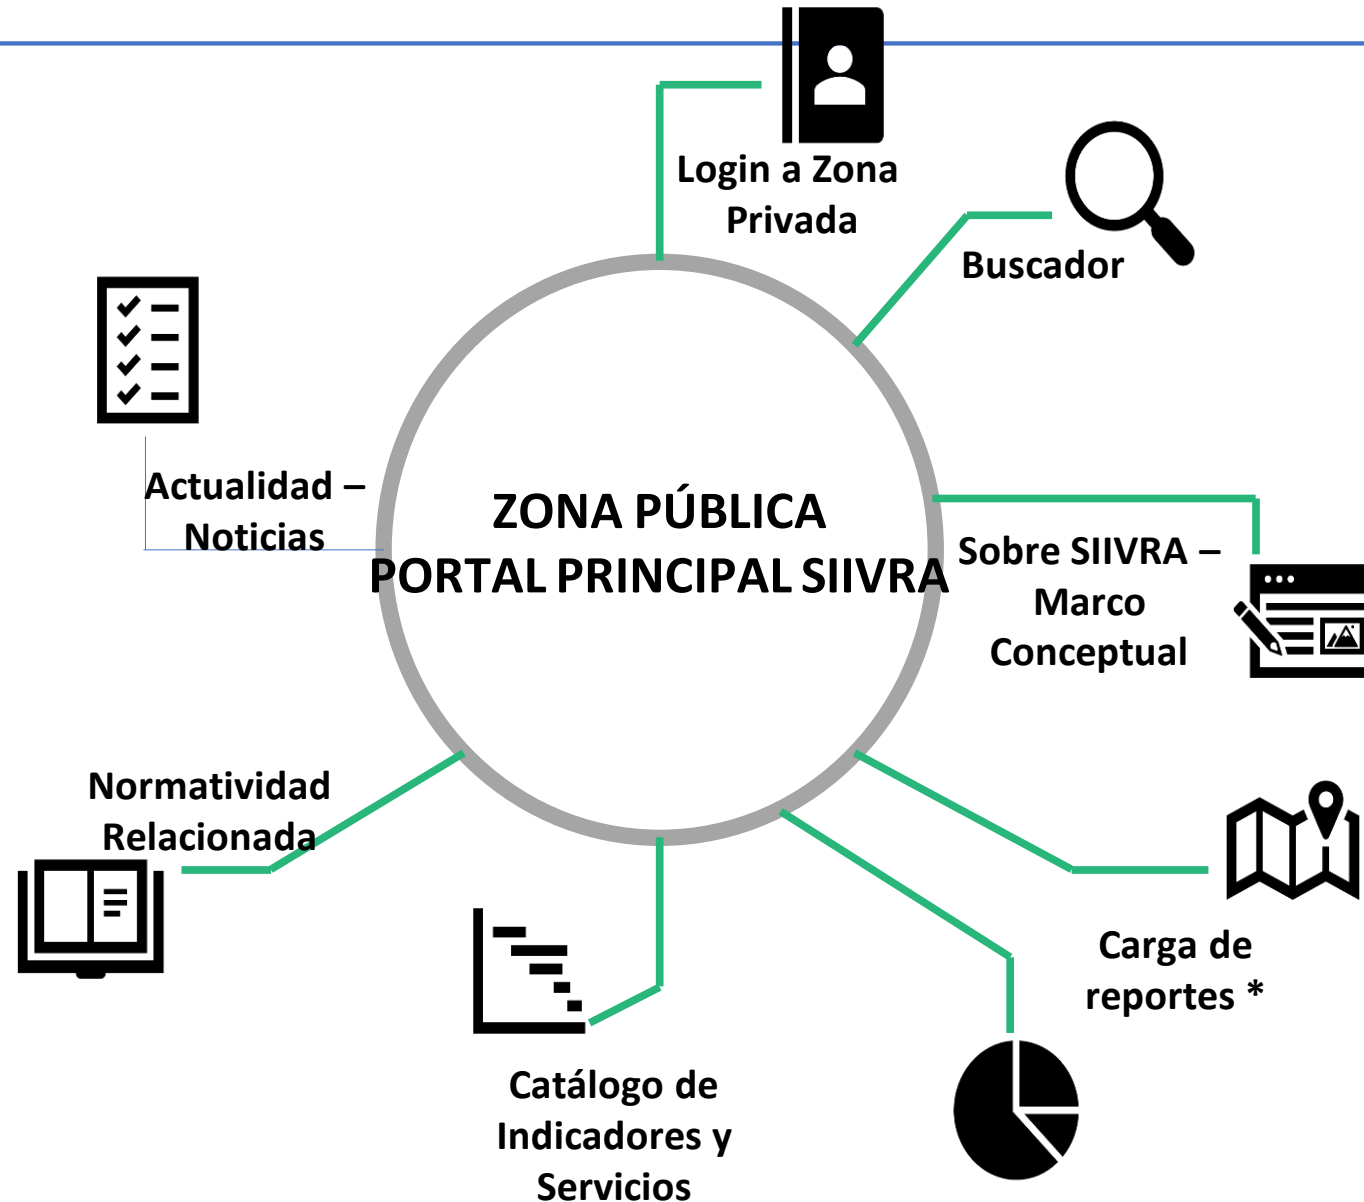 Login a Zona
Privada
Buscador
Actualidad –
Noticias
ZONA PÚBLICA
PORTAL PRINCIPAL SIIVRA
Sobre SIIVRA –
Marco
Conceptual
Normatividad
Relacionada
Carga de
reportes *
Catálogo de
Indicadores y
Servicios